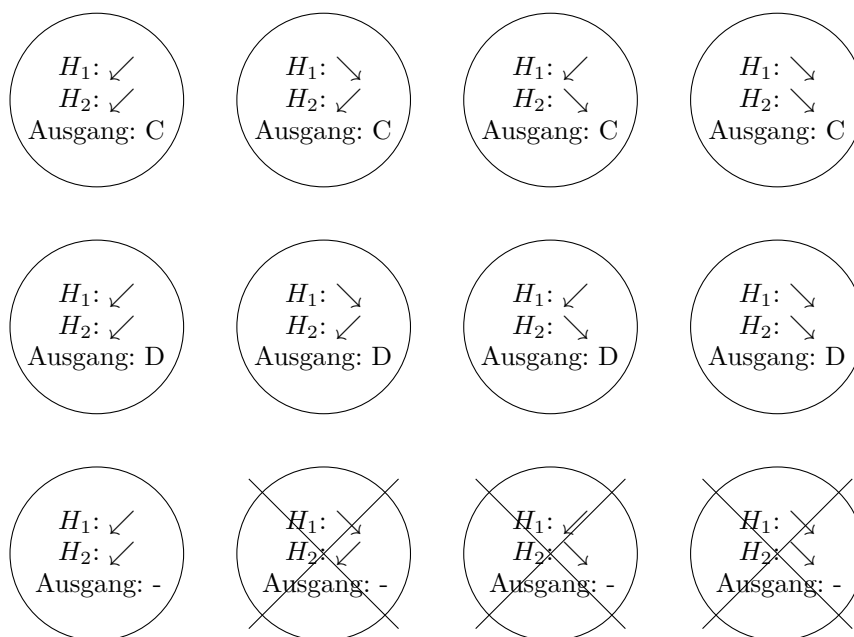 H₁: ↙ H₁: ↘ H₁: ↙ H₁: ↘
H₂: ↙ H₂: ↙ H₂: ↘ H₂: ↘
Ausgang: C Ausgang: C Ausgang: C Ausgang: C
H₁: ↙ H₁: ↘ H₁: ↙ H₁: ↘
H₂: ↙ H₂: ↙ H₂: ↘ H₂: ↘
Ausgang: D Ausgang: D Ausgang: D Ausgang: D
H₁: ↙ H₁: ↘ H₁: ↙ H₁: ↘
H₂: ↙ H₂: ↙ H₂: ↘ H₂: ↘
Ausgang: - Ausgang: - Ausgang: - Ausgang: -